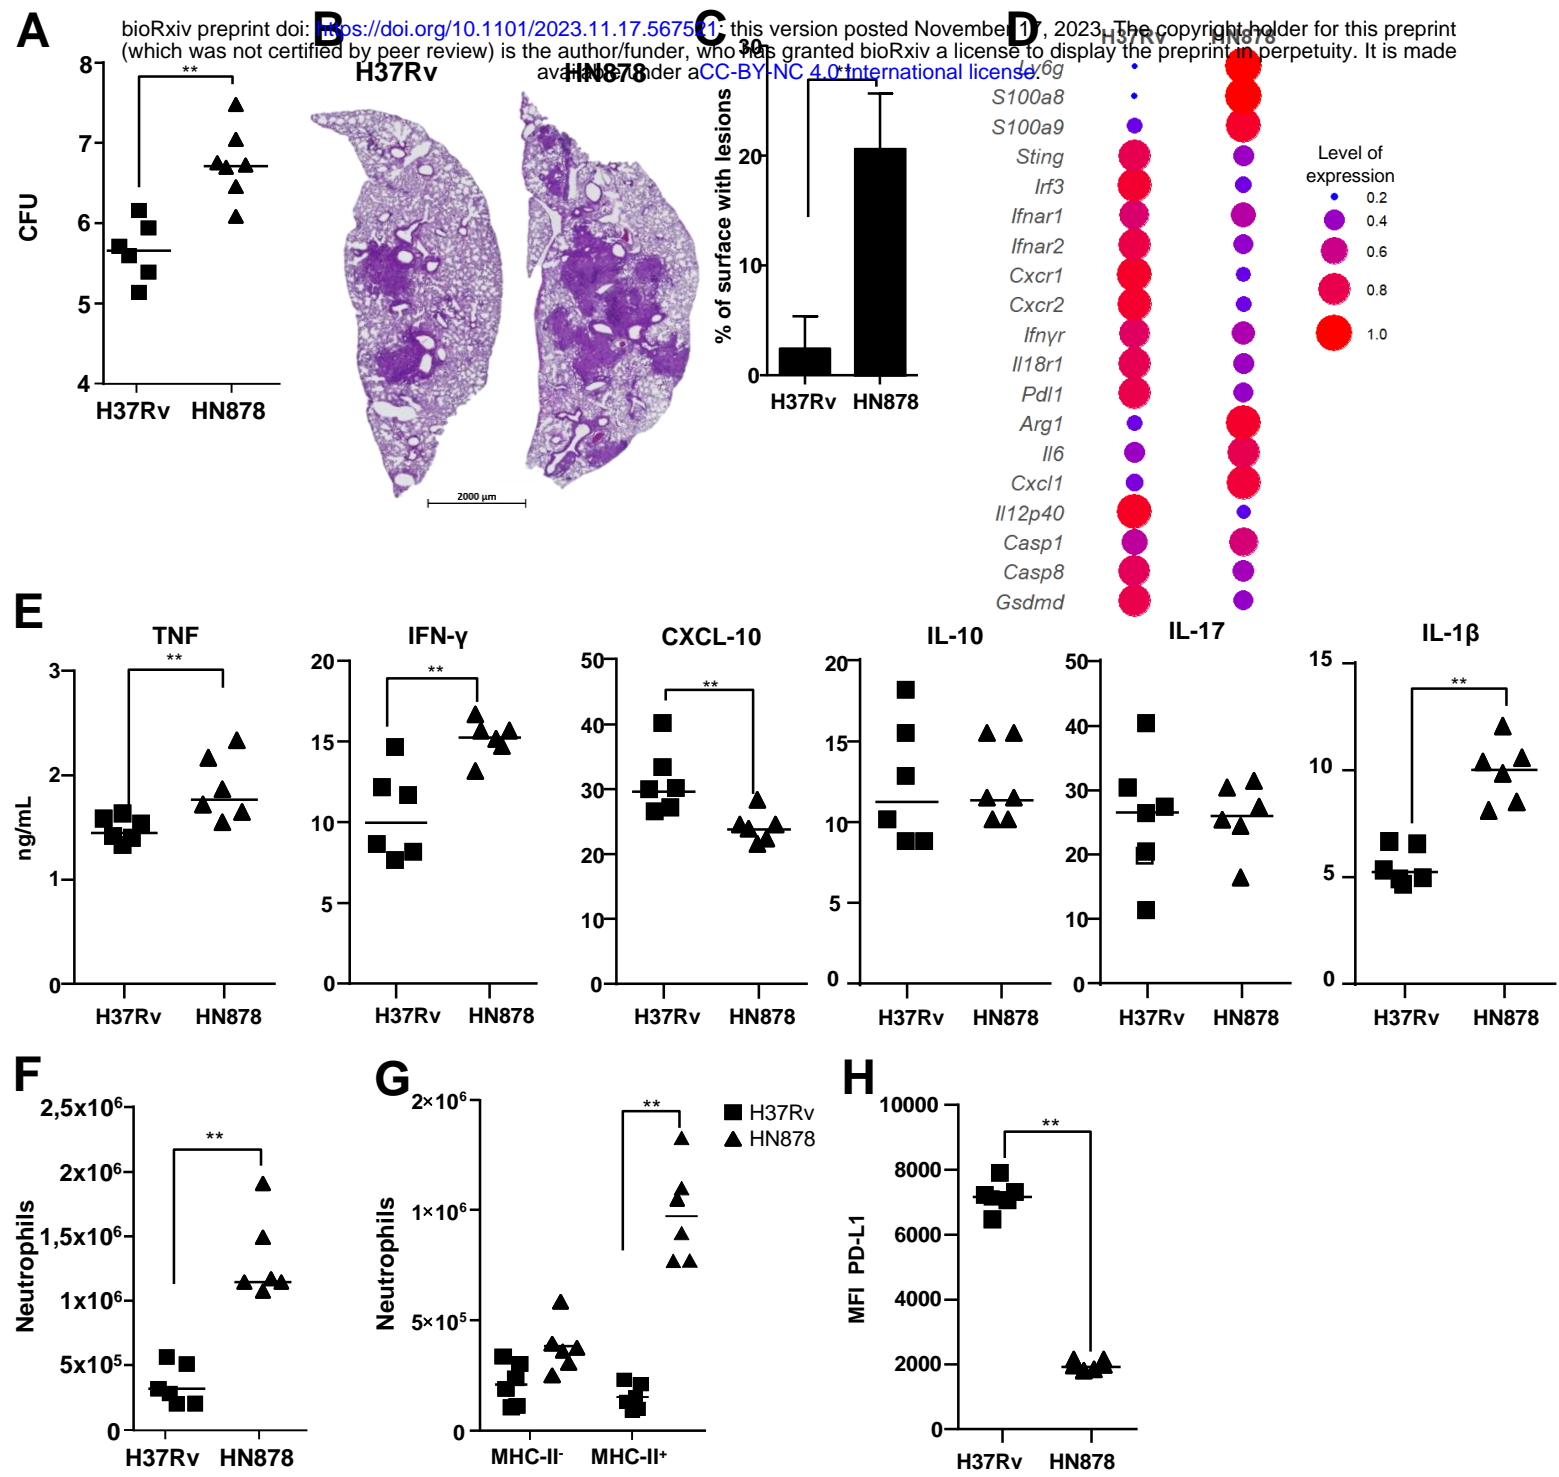 bioRxiv preprint doi: https://doi.org/10.1101/2023.11.17.567521; this version posted November 17, 2023. The copyright holder for this preprint
(which was not certified by peer review) is the author/funder, who has granted bioRxiv a license to display the preprint in perpetuity. It is made
available under aCC-BY-NC 4.0 International license.
A
CFU
8
7
6
5
4
**
H37Rv HN878
B
H37Rv HN878
2000 µm
C
% of surface with lesions
30
20
10
0
H37Rv HN878
D
H37Rv HN878
Ly6g
S100a8
S100a9
Sting
Irf3
Ifnar1
Ifnar2
Cxcr1
Cxcr2
Ifnγr
Il18r1
Pdl1
Arg1
Il6
Cxcl1
Il12p40
Casp1
Casp8
Gsdmd
Level of
expression
0.2
0.4
0.6
0.8
1.0
E
ng/mL
TNF
**
3
2
1
0
H37Rv HN878
IFN-γ
**
20
15
10
5
0
H37Rv HN878
CXCL-10
**
50
40
30
20
10
0
H37Rv HN878
IL-10
20
15
10
5
0
H37Rv HN878
IL-17
50
40
30
20
10
0
H37Rv HN878
IL-1β
**
15
10
5
0
H37Rv HN878
F
Neutrophils
2,5x10⁶
2x10⁶
1,5x10⁶
1x10⁶
5x10⁵
0
**
H37Rv HN878
G
Neutrophils
2×10⁶
1×10⁶
5×10⁵
0
**
MHC-II⁻ MHC-II⁺
H37Rv
HN878
H
MFI PD-L1
10000
8000
6000
4000
2000
0
**
H37Rv HN878